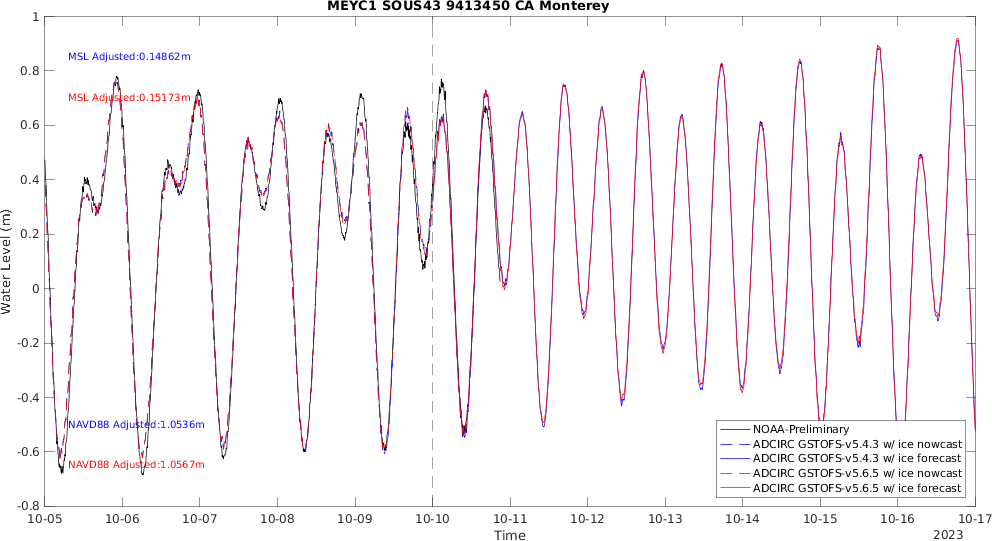 MEYC1 SOUS43 9413450 CA Monterey
1
0.8
0.6
0.4
0.2
0
-0.2
-0.4
-0.6
-0.8
Water Level (m)
MSL Adjusted:0.14862m
MSL Adjusted:0.15173m
NAVD88 Adjusted:1.0536m
NAVD88 Adjusted:1.0567m
NOAA-Preliminary
ADCIRC GSTOFS-v5.4.3 w/ ice nowcast
ADCIRC GSTOFS-v5.4.3 w/ ice forecast
ADCIRC GSTOFS-v5.6.5 w/ ice nowcast
ADCIRC GSTOFS-v5.6.5 w/ ice forecast
10-05 10-06 10-07 10-08 10-09 10-10 10-11 10-12 10-13 10-14 10-15 10-16 10-17
Time
2023